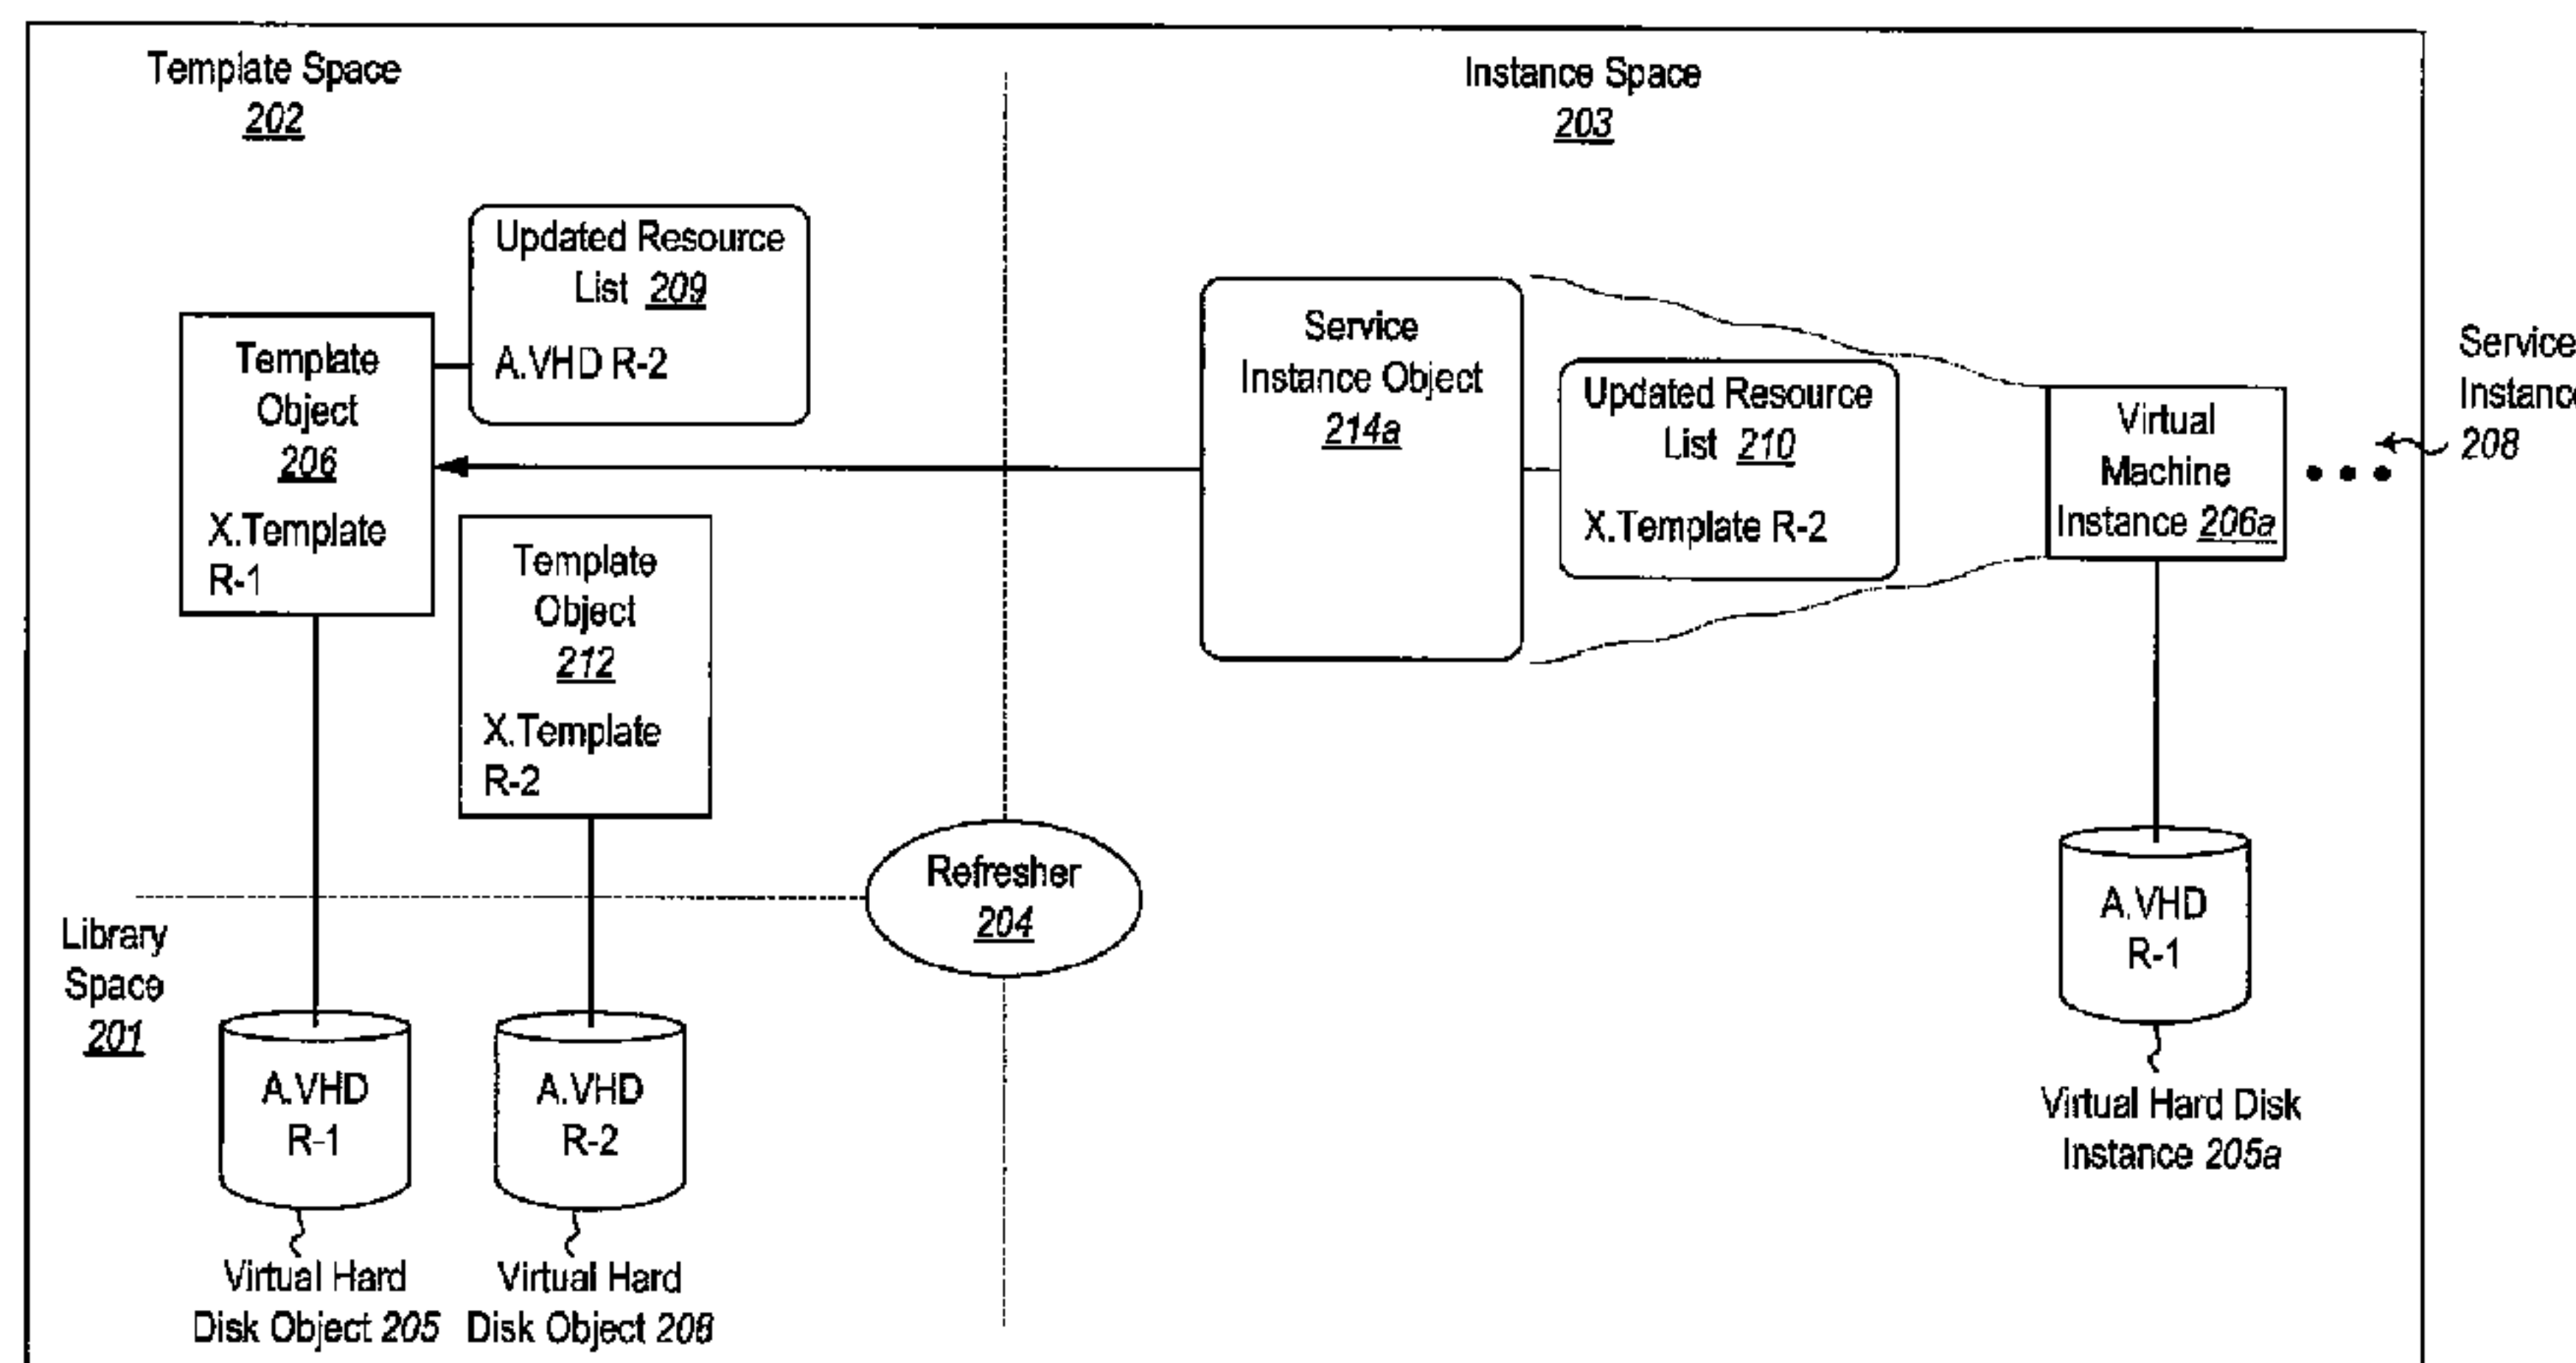 Template Space
202
Instance Space
203
Updated Resource
List 209
A.VHD R-2
Template
Object
206
X.Template
R-1
Template
Object
212
X.Template
R-2
Service
Instance Object
214a
Updated Resource
List 210
X.Template R-2
Virtual
Machine
Instance 206a
Service
Instance
208
Refresher
204
Library
Space
201
A.VHD
R-1
Virtual Hard
Disk Object 205
A.VHD
R-2
Virtual Hard
Disk Object 208
A.VHD
R-1
Virtual Hard Disk
Instance 205a